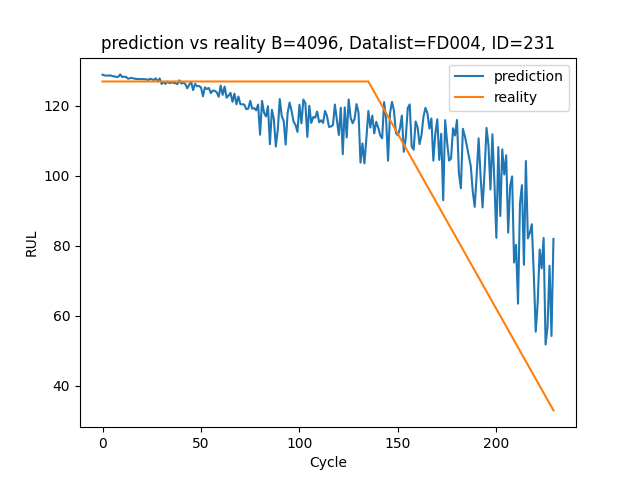 prediction vs reality B=4096, Datalist=FD004, ID=231
prediction
reality
120
100
80
60
40
RUL
0
50
100
150
200
Cycle